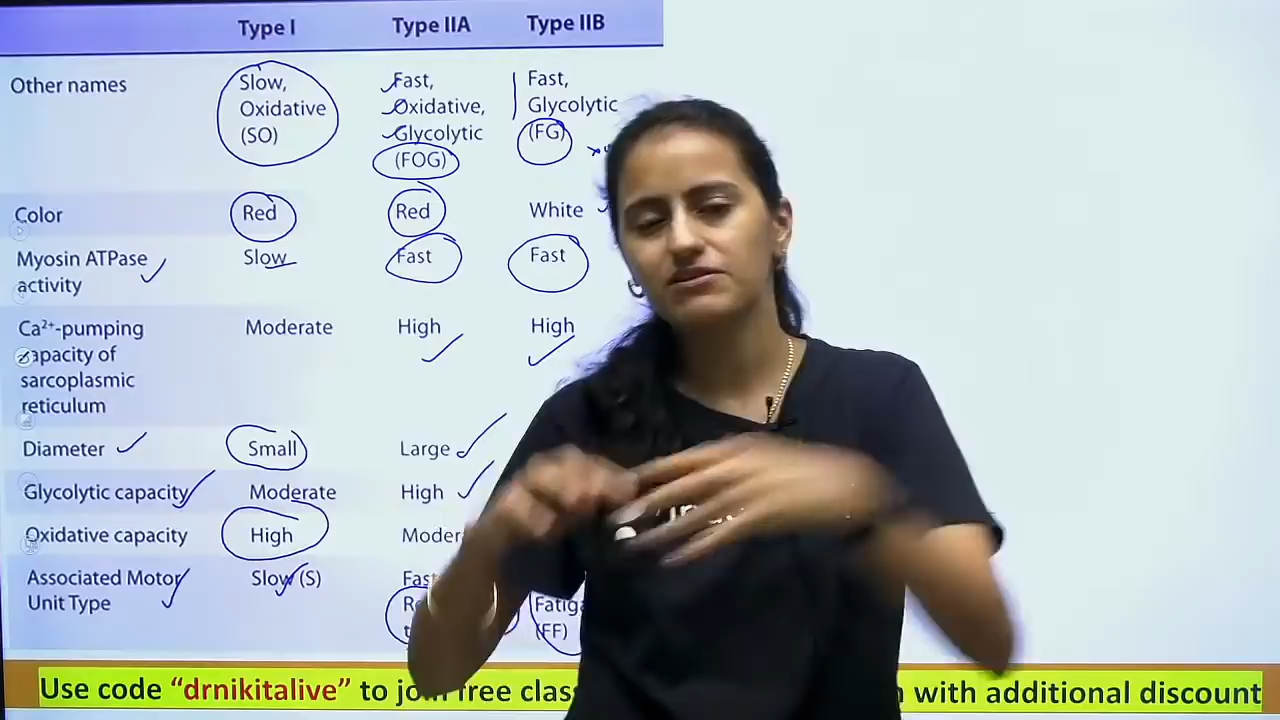 Type I Type IIA Type IIB
Other names Slow, Fast, Fast,
Oxidative Oxidative, Glycolytic
(SO) Glycolytic (FG)
(FOG)
Color Red Red White
Myosin ATPase Slow Fast Fast
activity
Ca²⁺-pumping Moderate High High
capacity of
sarcoplasmic
reticulum
Diameter Small Large
Glycolytic capacity Moderate High
Oxidative capacity High
Associated Motor Slow (S)
Unit Type
(FF)
Use code “drnikitalive” to join free with additional discount